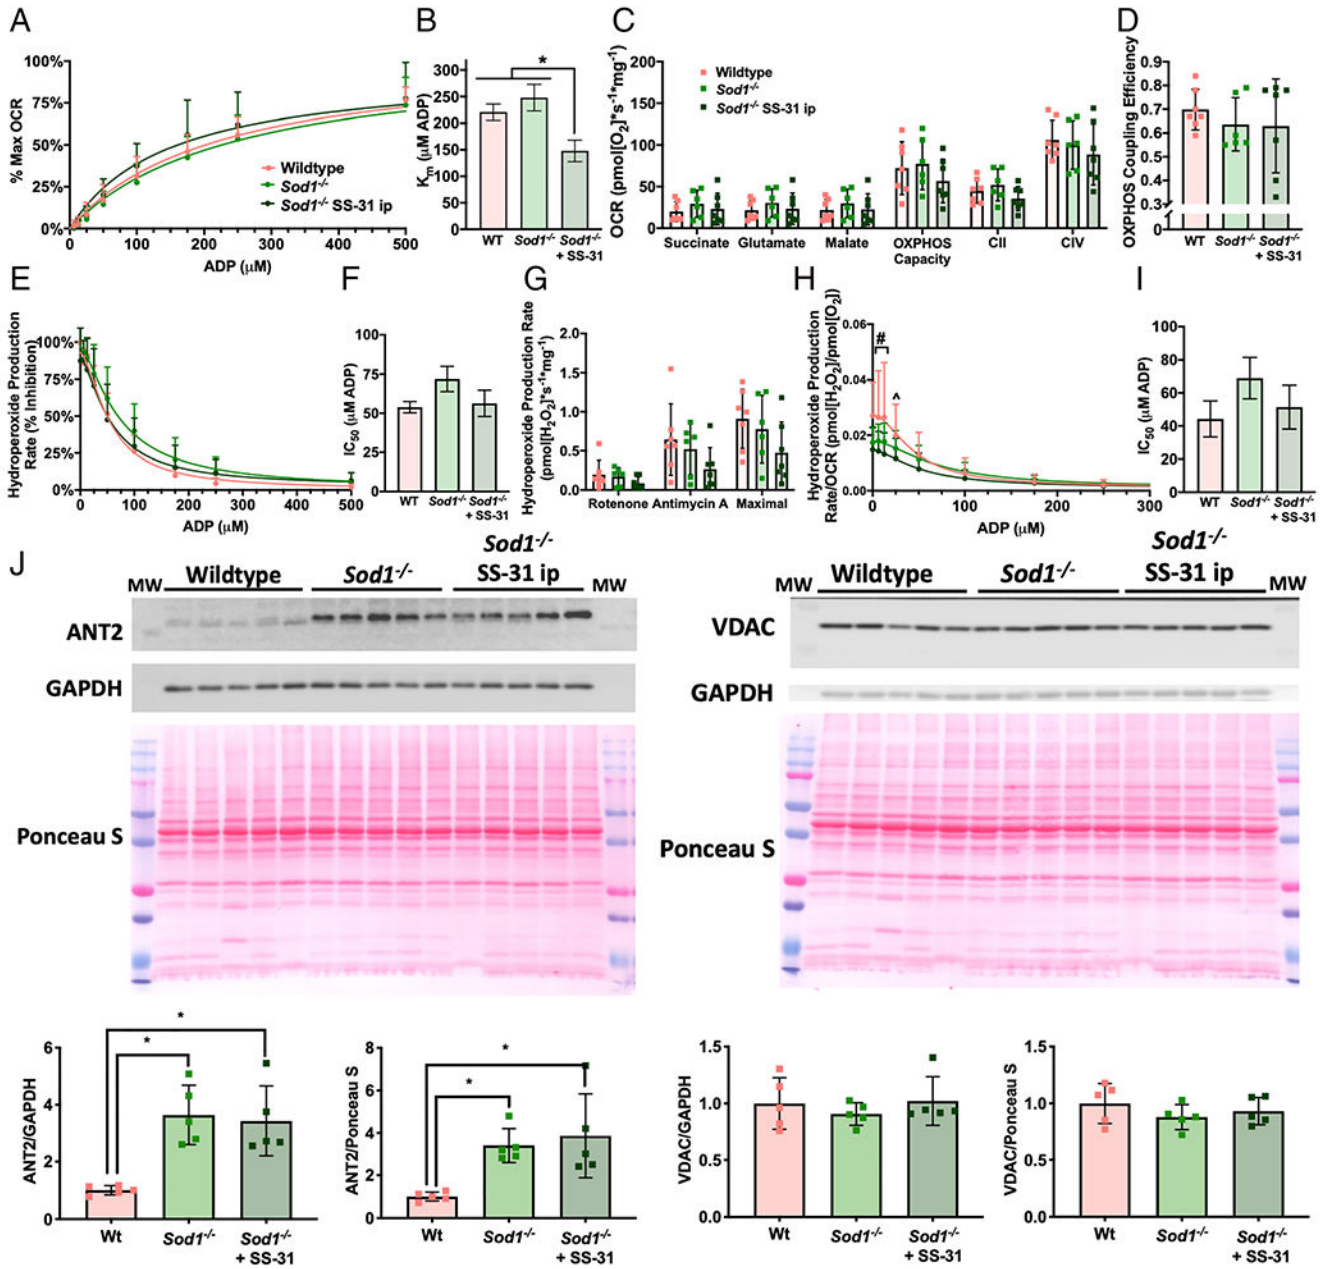 A
% Max OCR
100%
75%
50%
25%
0%
0
100
200
300
400
500
ADP (μM)
Wildtype
Sod1-/-
Sod1-/- SS-31 ip
B
Km (μM ADP)
300
250
200
150
100
50
0
*
WT
Sod1-/-
Sod1-/-
+ SS-31
C
OCR (pmol[O2]*s-1*mg-1)
200
150
100
50
0
Wildtype
Sod1-/-
Sod1-/- SS-31 ip
Succinate
Glutamate
Malate
OXPHOS
Capacity
CII
CIV
D
OXPHOS Coupling Efficiency
0.9
0.8
0.7
0.6
0.5
0.4
0.3
0
WT
Sod1-/-
Sod1-/-
+ SS-31
E
Hydroperoxide Production
Rate (% Inhibition)
100%
75%
50%
25%
0%
0
100
200
300
400
500
ADP (μM)
F
IC50 (μM ADP)
100
75
50
25
0
WT
Sod1-/-
Sod1-/-
+ SS-31
G
Hydroperoxide Production Rate
(pmol[H2O2]*s-1*mg-1)
2.0
1.5
1.0
0.5
0.0
Rotenone
Antimycin A
Maximal
H
Hydroperoxide Production
Rate/OCR (pmol[H2O2]/pmol[O2])
0.06
0.04
0.02
0.00
#
^
0
50
100
150
200
250
300
ADP (μM)
I
IC50 (μM ADP)
100
80
60
40
20
0
WT
Sod1-/-
Sod1-/-
+ SS-31
J
MW
Wildtype
Sod1-/-
Sod1-/-
SS-31 ip
MW
ANT2
GAPDH
Ponceau S
MW
Wildtype
Sod1-/-
Sod1-/-
SS-31 ip
MW
VDAC
GAPDH
Ponceau S
ANT2/GAPDH
6
4
2
0
*
*
Wt
Sod1-/-
Sod1-/-
+ SS-31
ANT2/Ponceau S
8
6
4
2
0
*
*
Wt
Sod1-/-
Sod1-/-
+ SS-31
VDAC/GAPDH
1.5
1.0
0.5
0.0
Wt
Sod1-/-
Sod1-/-
+ SS-31
VDAC/Ponceau S
1.5
1.0
0.5
0.0
Wt
Sod1-/-
Sod1-/-
+ SS-31